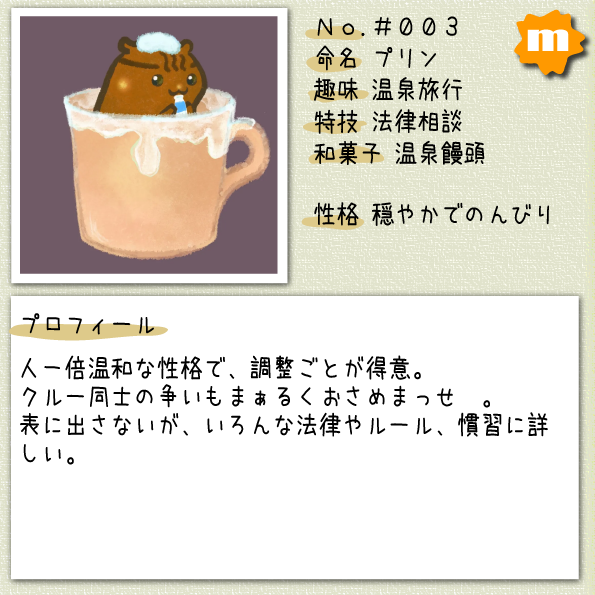 No.#003
m
命名 プリン
趣味 温泉旅行
特技 法律相談
和菓子 温泉饅頭
性格 穏やかでのんびり
プロフィール
人一倍温和な性格で、調整ごとが得意。
クルー同士の争いもまぁるくおさめまっせ 。
表に出さないが、いろんな法律やルール、慣習に詳
しい。